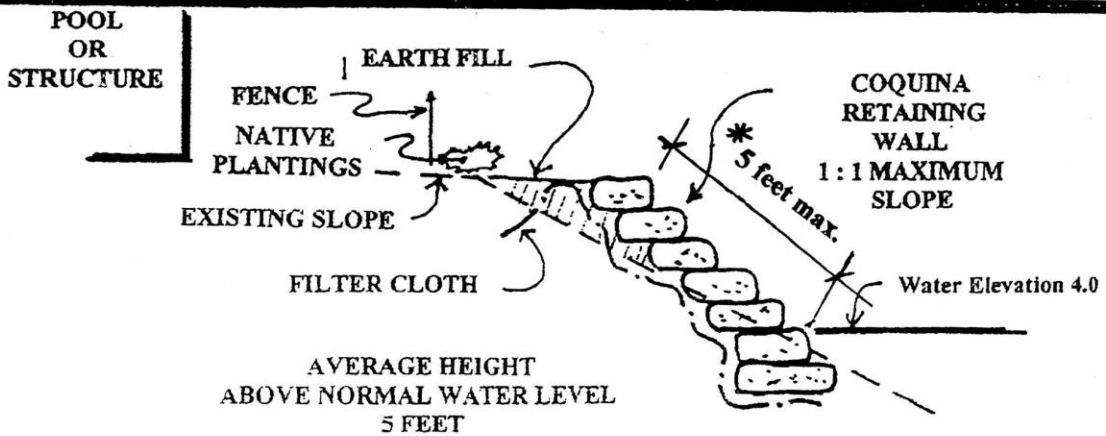 POOL
OR
STRUCTURE
EARTH FILL
FENCE
NATIVE
PLANTINGS
EXISTING SLOPE
FILTER CLOTH
COQUINA
RETAINING
WALL
1 : 1 MAXIMUM
SLOPE
* 5 feet max.
Water Elevation 4.0
AVERAGE HEIGHT
ABOVE NORMAL WATER LEVEL
5 FEET